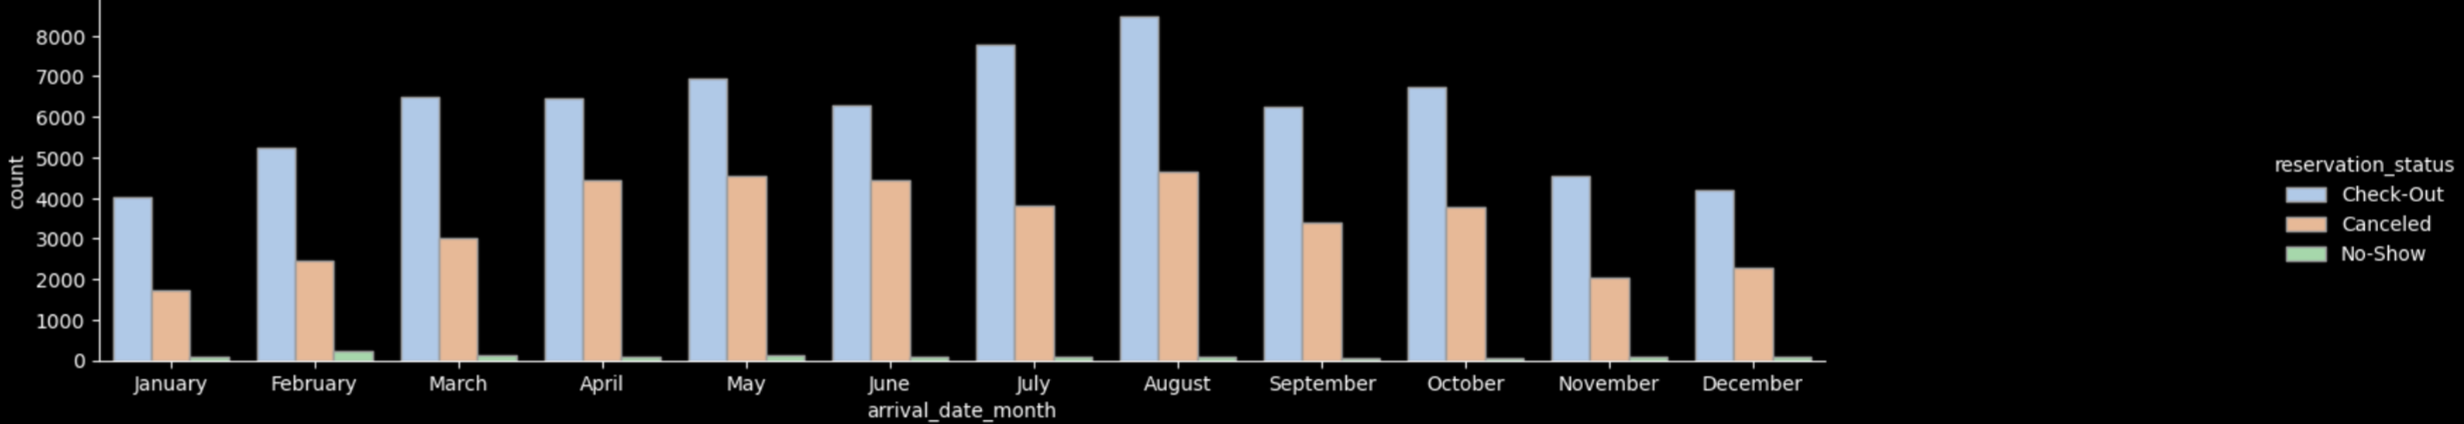 8000
7000
6000
5000
4000
3000
2000
1000
0
count
January February March April May June July August September October November December
arrival_date_month
reservation_status
Check-Out
Canceled
No-Show